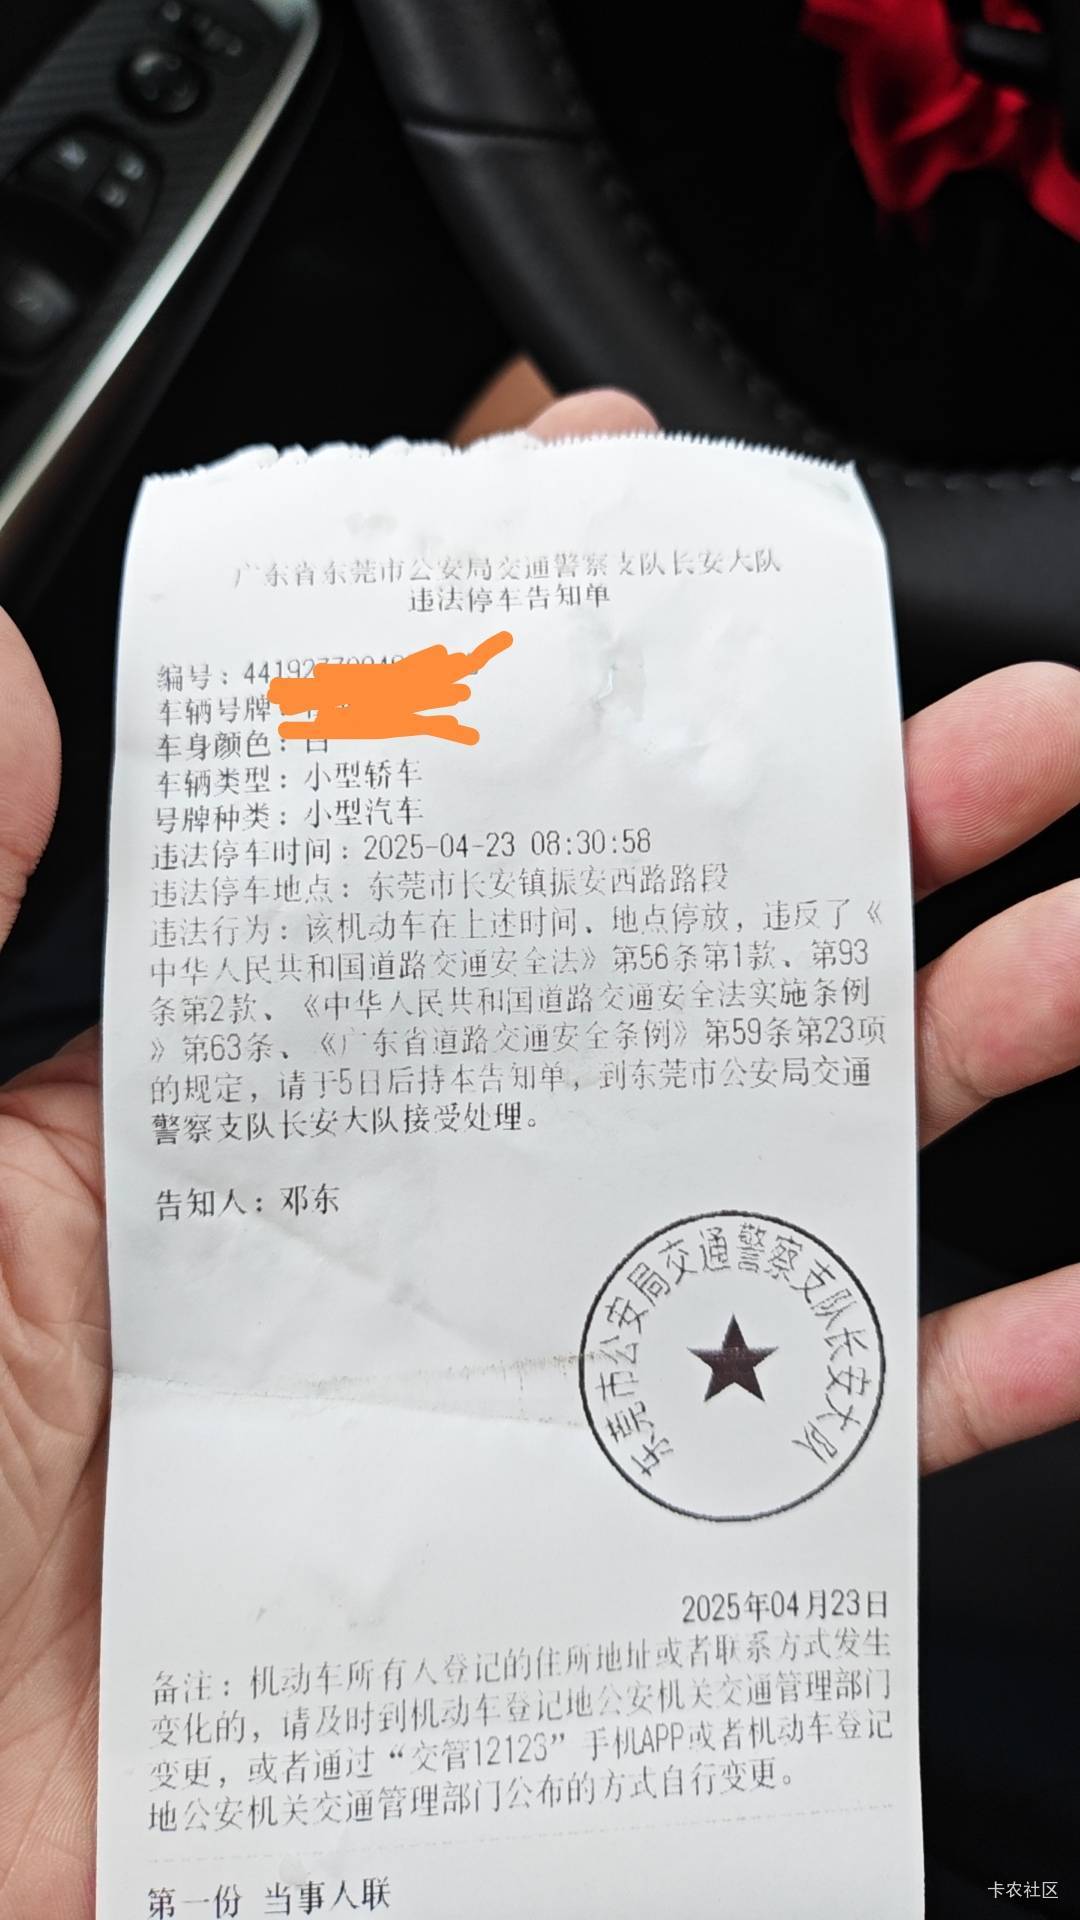 广东省东莞市公安局交通警察支队长安大队
违法停车告知单
编号：44192
车辆号牌：
车身颜色：白
车辆类型：小型轿车
号牌种类：小型汽车
违法停车时间：2025-04-23 08:30:58
违法停车地点：东莞市长安镇振安西路路段
违法行为：该机动车在上述时间、地点停放，违反了《
中华人民共和国道路交通安全法》第56条第1款、第93
条第2款、《中华人民共和国道路交通安全法实施条例
》第63条、《广东省道路交通安全条例》第59条第23项
的规定，请于5日后持本告知单，到东莞市公安局交通
警察支队长安大队接受处理。
告知人：邓东
东莞市公安局交通警察支队长安大队
2025年04月23日
备注：机动车所有人登记的住所地址或者联系方式发生
变化的，请及时到机动车登记地公安机关交通管理部门
变更，或者通过“交管12123”手机APP或者机动车登记
地公安机关交通管理部门公布的方式自行变更。
第一份 当事人联
卡农社区